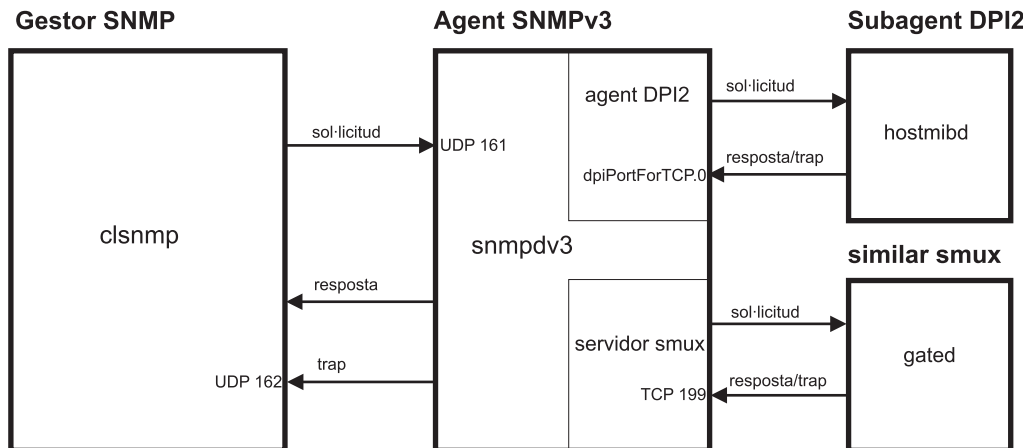 Gestor SNMP
Agent SNMPv3
Subagent DPI2
clsnmp
sol·licitud
UDP 161
agent DPI2
dpiPortForTCP.0
sol·licitud
resposta/trap
hostmibd
snmpdv3
similar smux
resposta
trap
UDP 162
servidor smux
TCP 199
sol·licitud
resposta/trap
gated